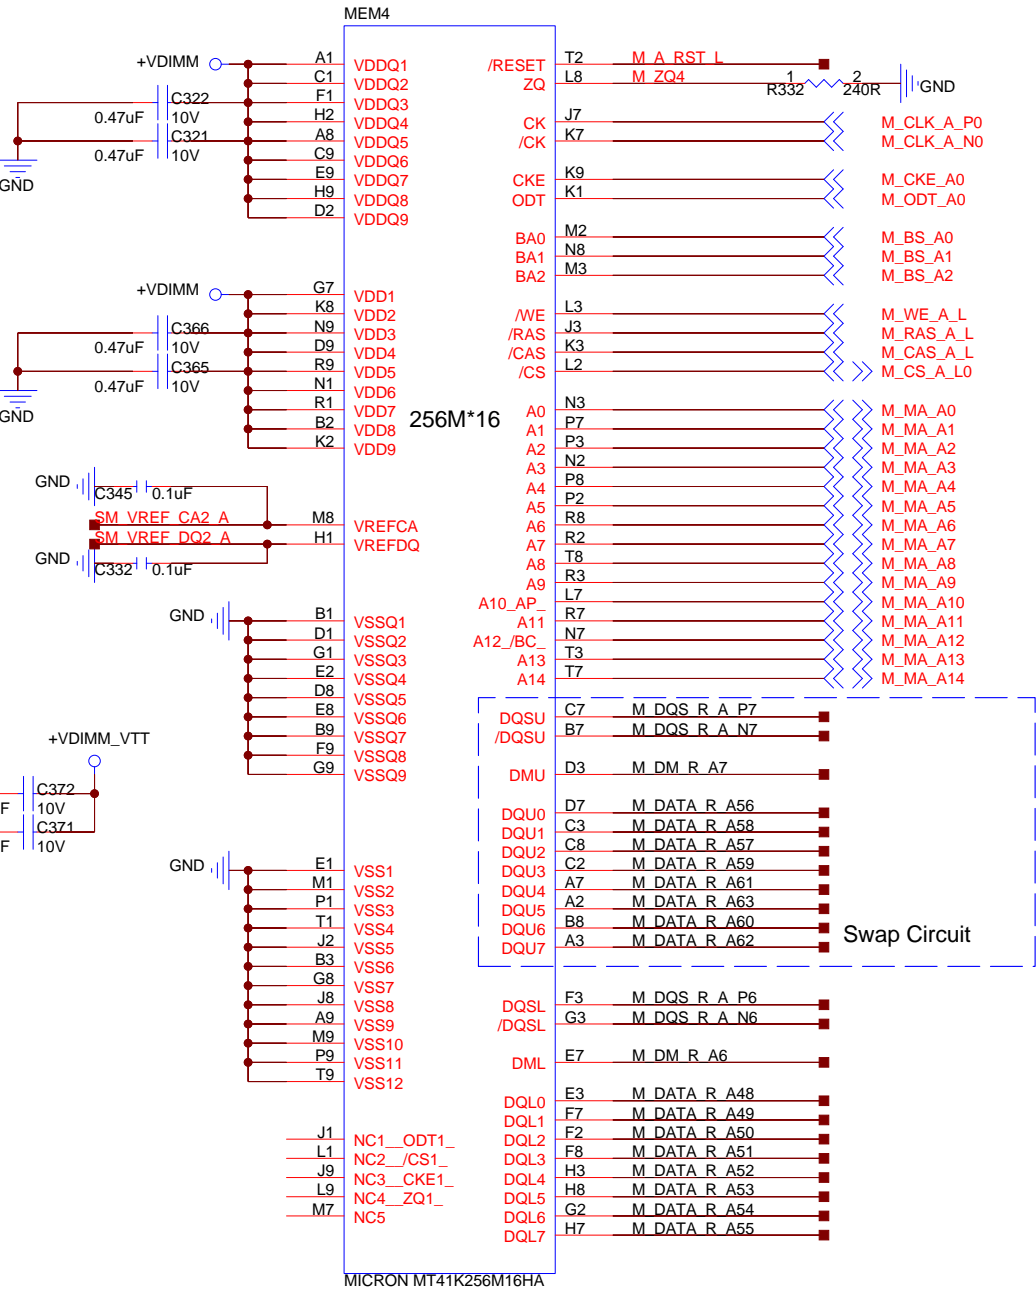 MEM4
+VDIMM A1 VDDQ1 /RESET T2 M_A_RST_L
C1 VDDQ2 ZQ L8 M_ZQ4 R332 1 2 240R GND
C322 F1 VDDQ3
0.47uF 10V H2 VDDQ4 CK J7 M_CLK_A_P0
C321 A8 VDDQ5 /CK K7 M_CLK_A_N0
0.47uF 10V C9 VDDQ6
GND E9 VDDQ7 CKE K9 M_CKE_A0
H9 VDDQ8 ODT K1 M_ODT_A0
D2 VDDQ9
BA0 M2 M_BS_A0
BA1 N8 M_BS_A1
BA2 M3 M_BS_A2
+VDIMM G7 VDD1
K8 VDD2 /WE L3 M_WE_A_L
C366 N9 VDD3 /RAS J3 M_RAS_A_L
0.47uF 10V D9 VDD4 /CAS K3 M_CAS_A_L
C365 R9 VDD5 /CS L2 M_CS_A_L0
0.47uF 10V N1 VDD6
GND R1 VDD7 A0 N3 M_MA_A0
B2 VDD8 256M*16 A1 P7 M_MA_A1
K2 VDD9 A2 P3 M_MA_A2
A3 N2 M_MA_A3
GND C345 0.1uF A4 P8 M_MA_A4
A5 P2 M_MA_A5
SM_VREF_CA2_A M8 VREFCA A6 R8 M_MA_A6
SM_VREF_DQ2_A H1 VREFDQ A7 R2 M_MA_A7
GND C332 0.1uF A8 T8 M_MA_A8
A9 R3 M_MA_A9
A10_AP_ L7 M_MA_A10
GND B1 VSSQ1 A11 R7 M_MA_A11
D1 VSSQ2 A12_/BC_ N7 M_MA_A12
G1 VSSQ3 A13 T3 M_MA_A13
E2 VSSQ4 A14 T7 M_MA_A14
D8 VSSQ5
E8 VSSQ6 DQSU C7 M_DQS_R_A_P7
B9 VSSQ7 /DQSU B7 M_DQS_R_A_N7
F9 VSSQ8
G9 VSSQ9 DMU D3 M_DM_R_A7
+VDIMM_VTT
C372
F 10V
C371
F 10V
DQU0 D7 M_DATA_R_A56
DQU1 C3 M_DATA_R_A58
DQU2 C8 M_DATA_R_A57
GND E1 VSS1 DQU3 C2 M_DATA_R_A59
M1 VSS2 DQU4 A7 M_DATA_R_A61
P1 VSS3 DQU5 A2 M_DATA_R_A63
T1 VSS4 DQU6 B8 M_DATA_R_A60
J2 VSS5 DQU7 A3 M_DATA_R_A62
Swap Circuit
B3 VSS6
G8 VSS7
J8 VSS8 DQSL F3 M_DQS_R_A_P6
A9 VSS9 /DQSL G3 M_DQS_R_A_N6
M9 VSS10
P9 VSS11 DML E7 M_DM_R_A6
T9 VSS12
DQL0 E3 M_DATA_R_A48
DQL1 F7 M_DATA_R_A49
J1 NC1__ODT1_ DQL2 F2 M_DATA_R_A50
L1 NC2__/CS1_ DQL3 F8 M_DATA_R_A51
J9 NC3__CKE1_ DQL4 H3 M_DATA_R_A52
L9 NC4__ZQ1_ DQL5 H8 M_DATA_R_A53
M7 NC5 DQL6 G2 M_DATA_R_A54
DQL7 H7 M_DATA_R_A55
MICRON MT41K256M16HA